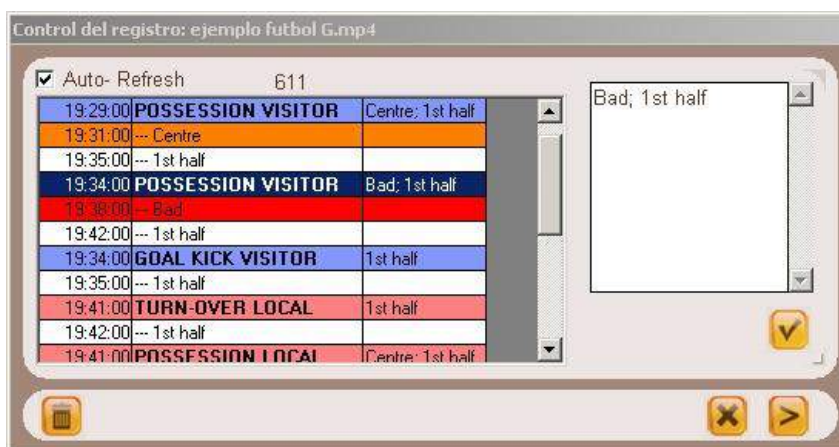 Control del registro: ejemplo futbol G.mp4
Auto- Refresh 611
19:29:00 POSSESSION VISITOR Centre; 1st half
19:31:00 --- Centre
19:35:00 --- 1st half
19:34:00 POSSESSION VISITOR Bad; 1st half
19:38:00 --- Bad
19:42:00 --- 1st half
19:34:00 GOAL KICK VISITOR 1st half
19:35:00 --- 1st half
19:41:00 TURN-OVER LOCAL 1st half
19:42:00 --- 1st half
19:41:00 POSSESSION LOCAL Centre; 1st half
Bad; 1st half